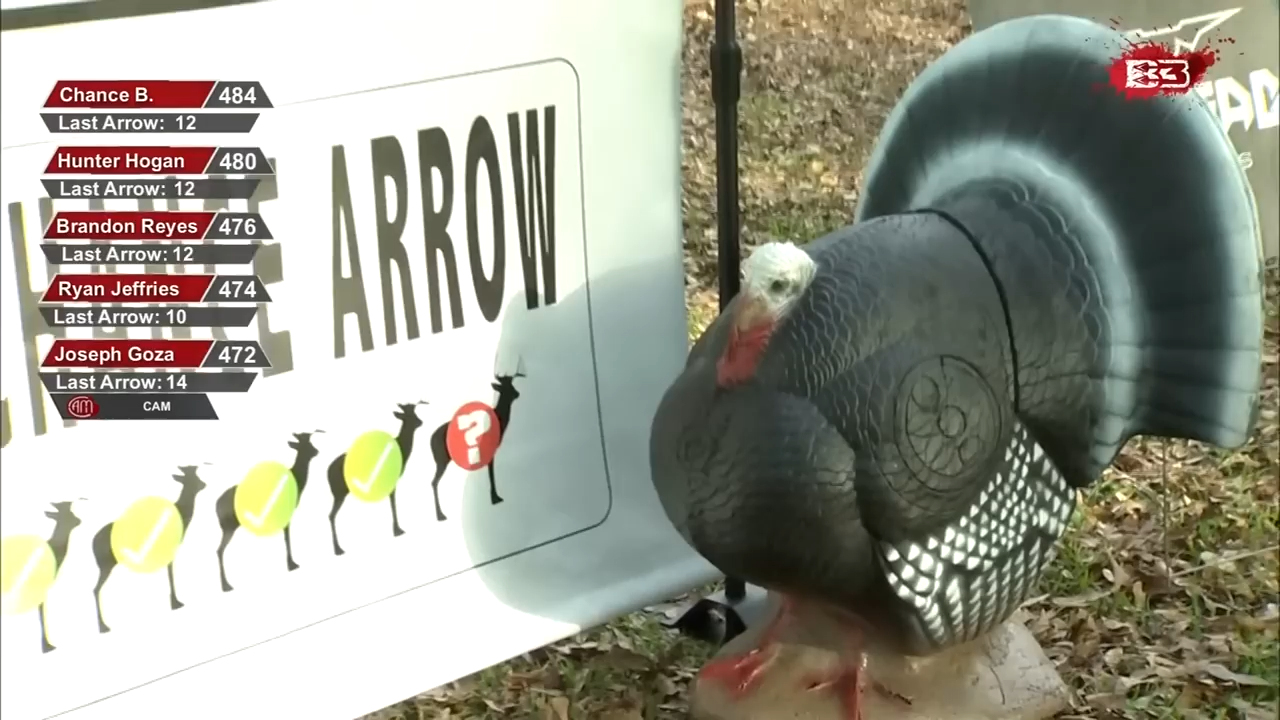 Chance B. 484
Last Arrow: 12
Hunter Hogan 480
Last Arrow: 12
Brandon Reyes 476
Last Arrow: 12
Ryan Jeffries 474
Last Arrow: 10
Joseph Goza 472
Last Arrow: 14
AM CAM
B3
ARROW
?